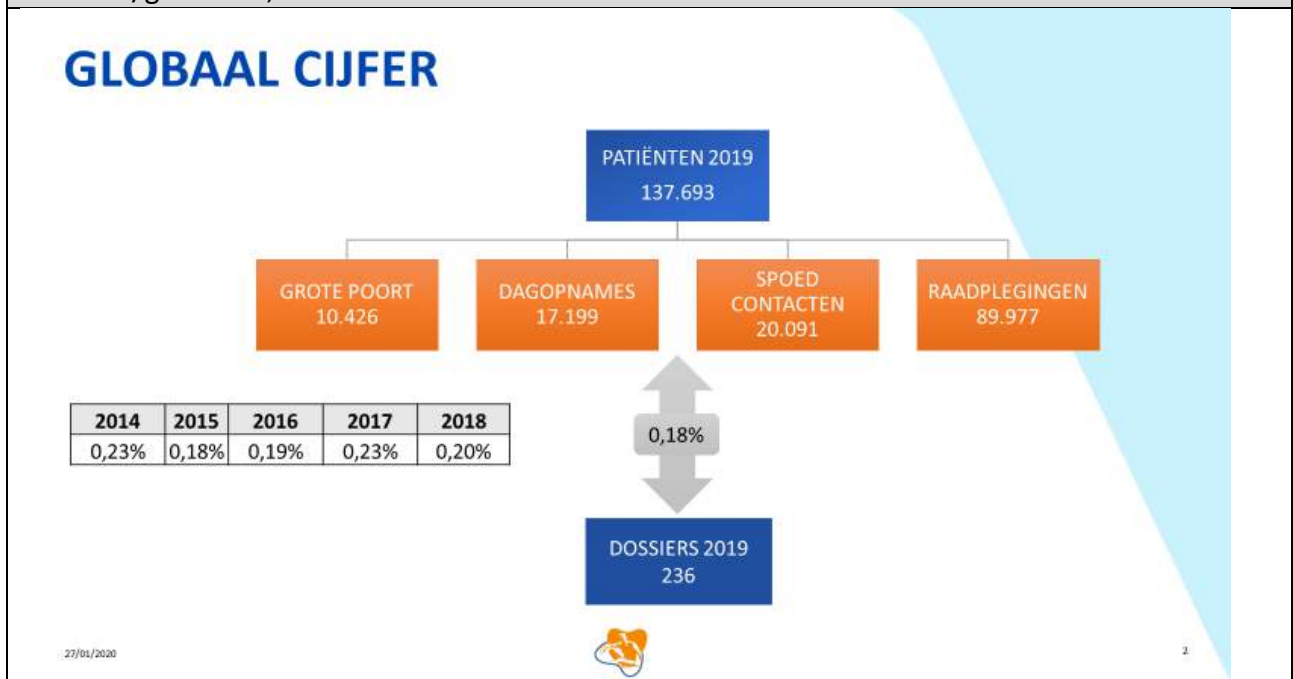 GLOBAAL CIJFER
PATIËNTEN 2019
137.693
GROTE POORT
10.426
DAGOPNAMES
17.199
SPOED
CONTACTEN
20.091
RAADPLEGINGEN
89.977
2014 2015 2016 2017 2018
0,23% 0,18% 0,19% 0,23% 0,20%
0,18%
DOSSIERS 2019
236
27/01/2020
2